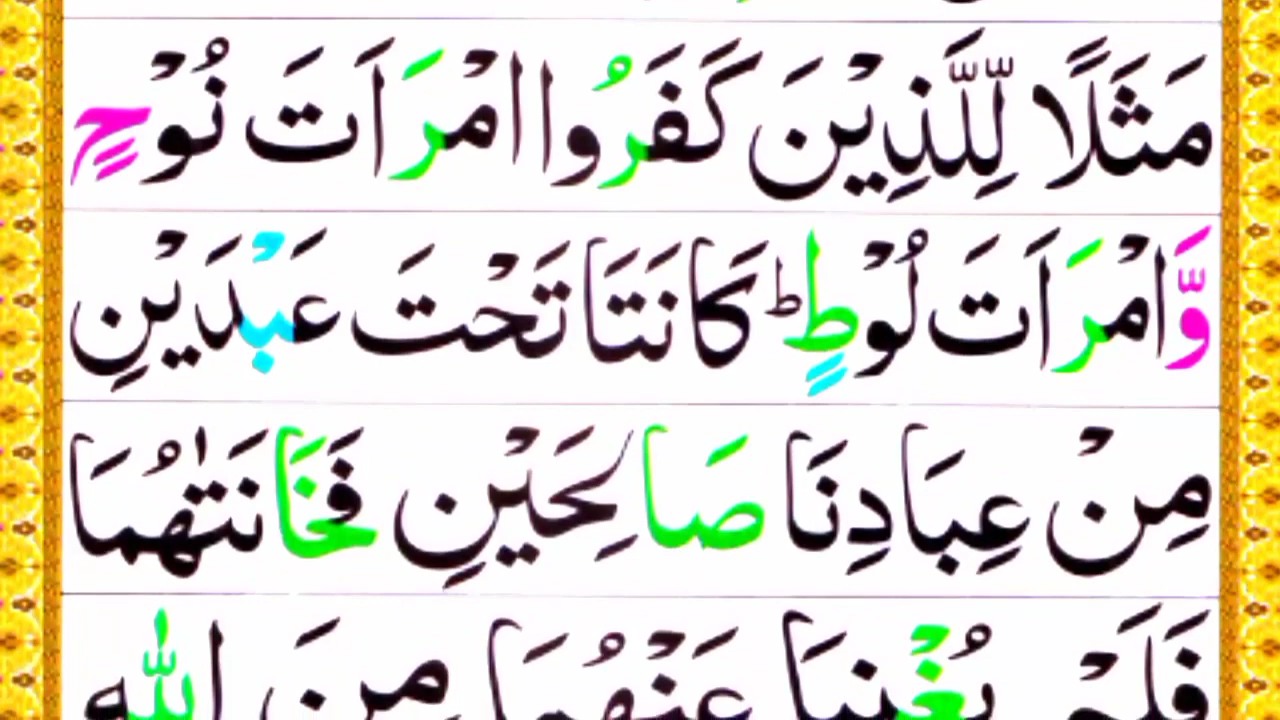 مَثَلًا لِّلَّذِيْنَ كَفَرُوا امْرَاَتَ نُوْحٍ
وَّامْرَاَتَ لُوْطٍ ؕ كَانَتَا تَحْتَ عَبْدَيْنِ
مِنْ عِبَادِنَا صَالِحَيْنِ فَخَانَتٰهُمَا
فَلَمْ يُغْنِيَا عَنْهُمَا مِنَ اللّٰهِ